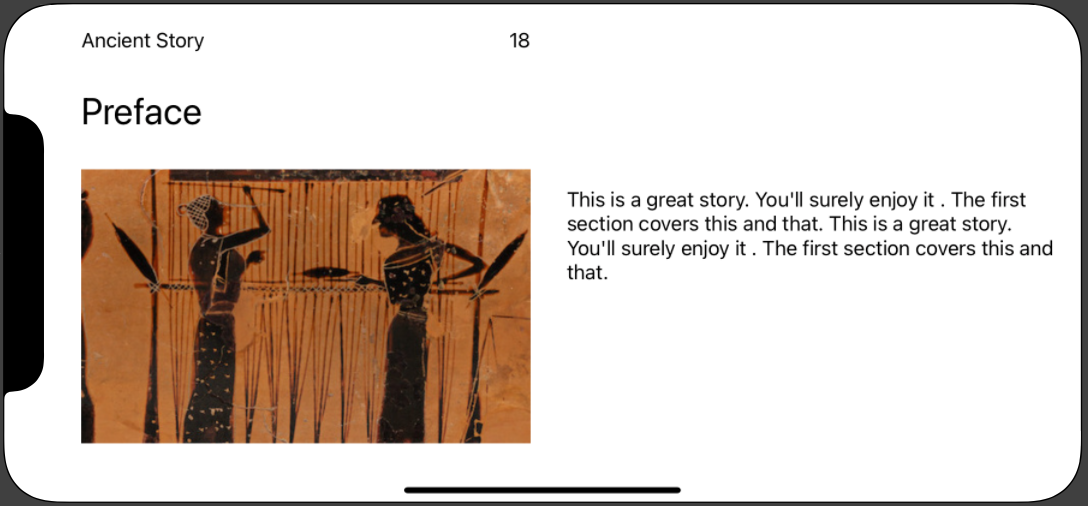 Ancient Story 18
Preface
This is a great story. You'll surely enjoy it . The first
section covers this and that. This is a great story.
You'll surely enjoy it . The first section covers this and
that.